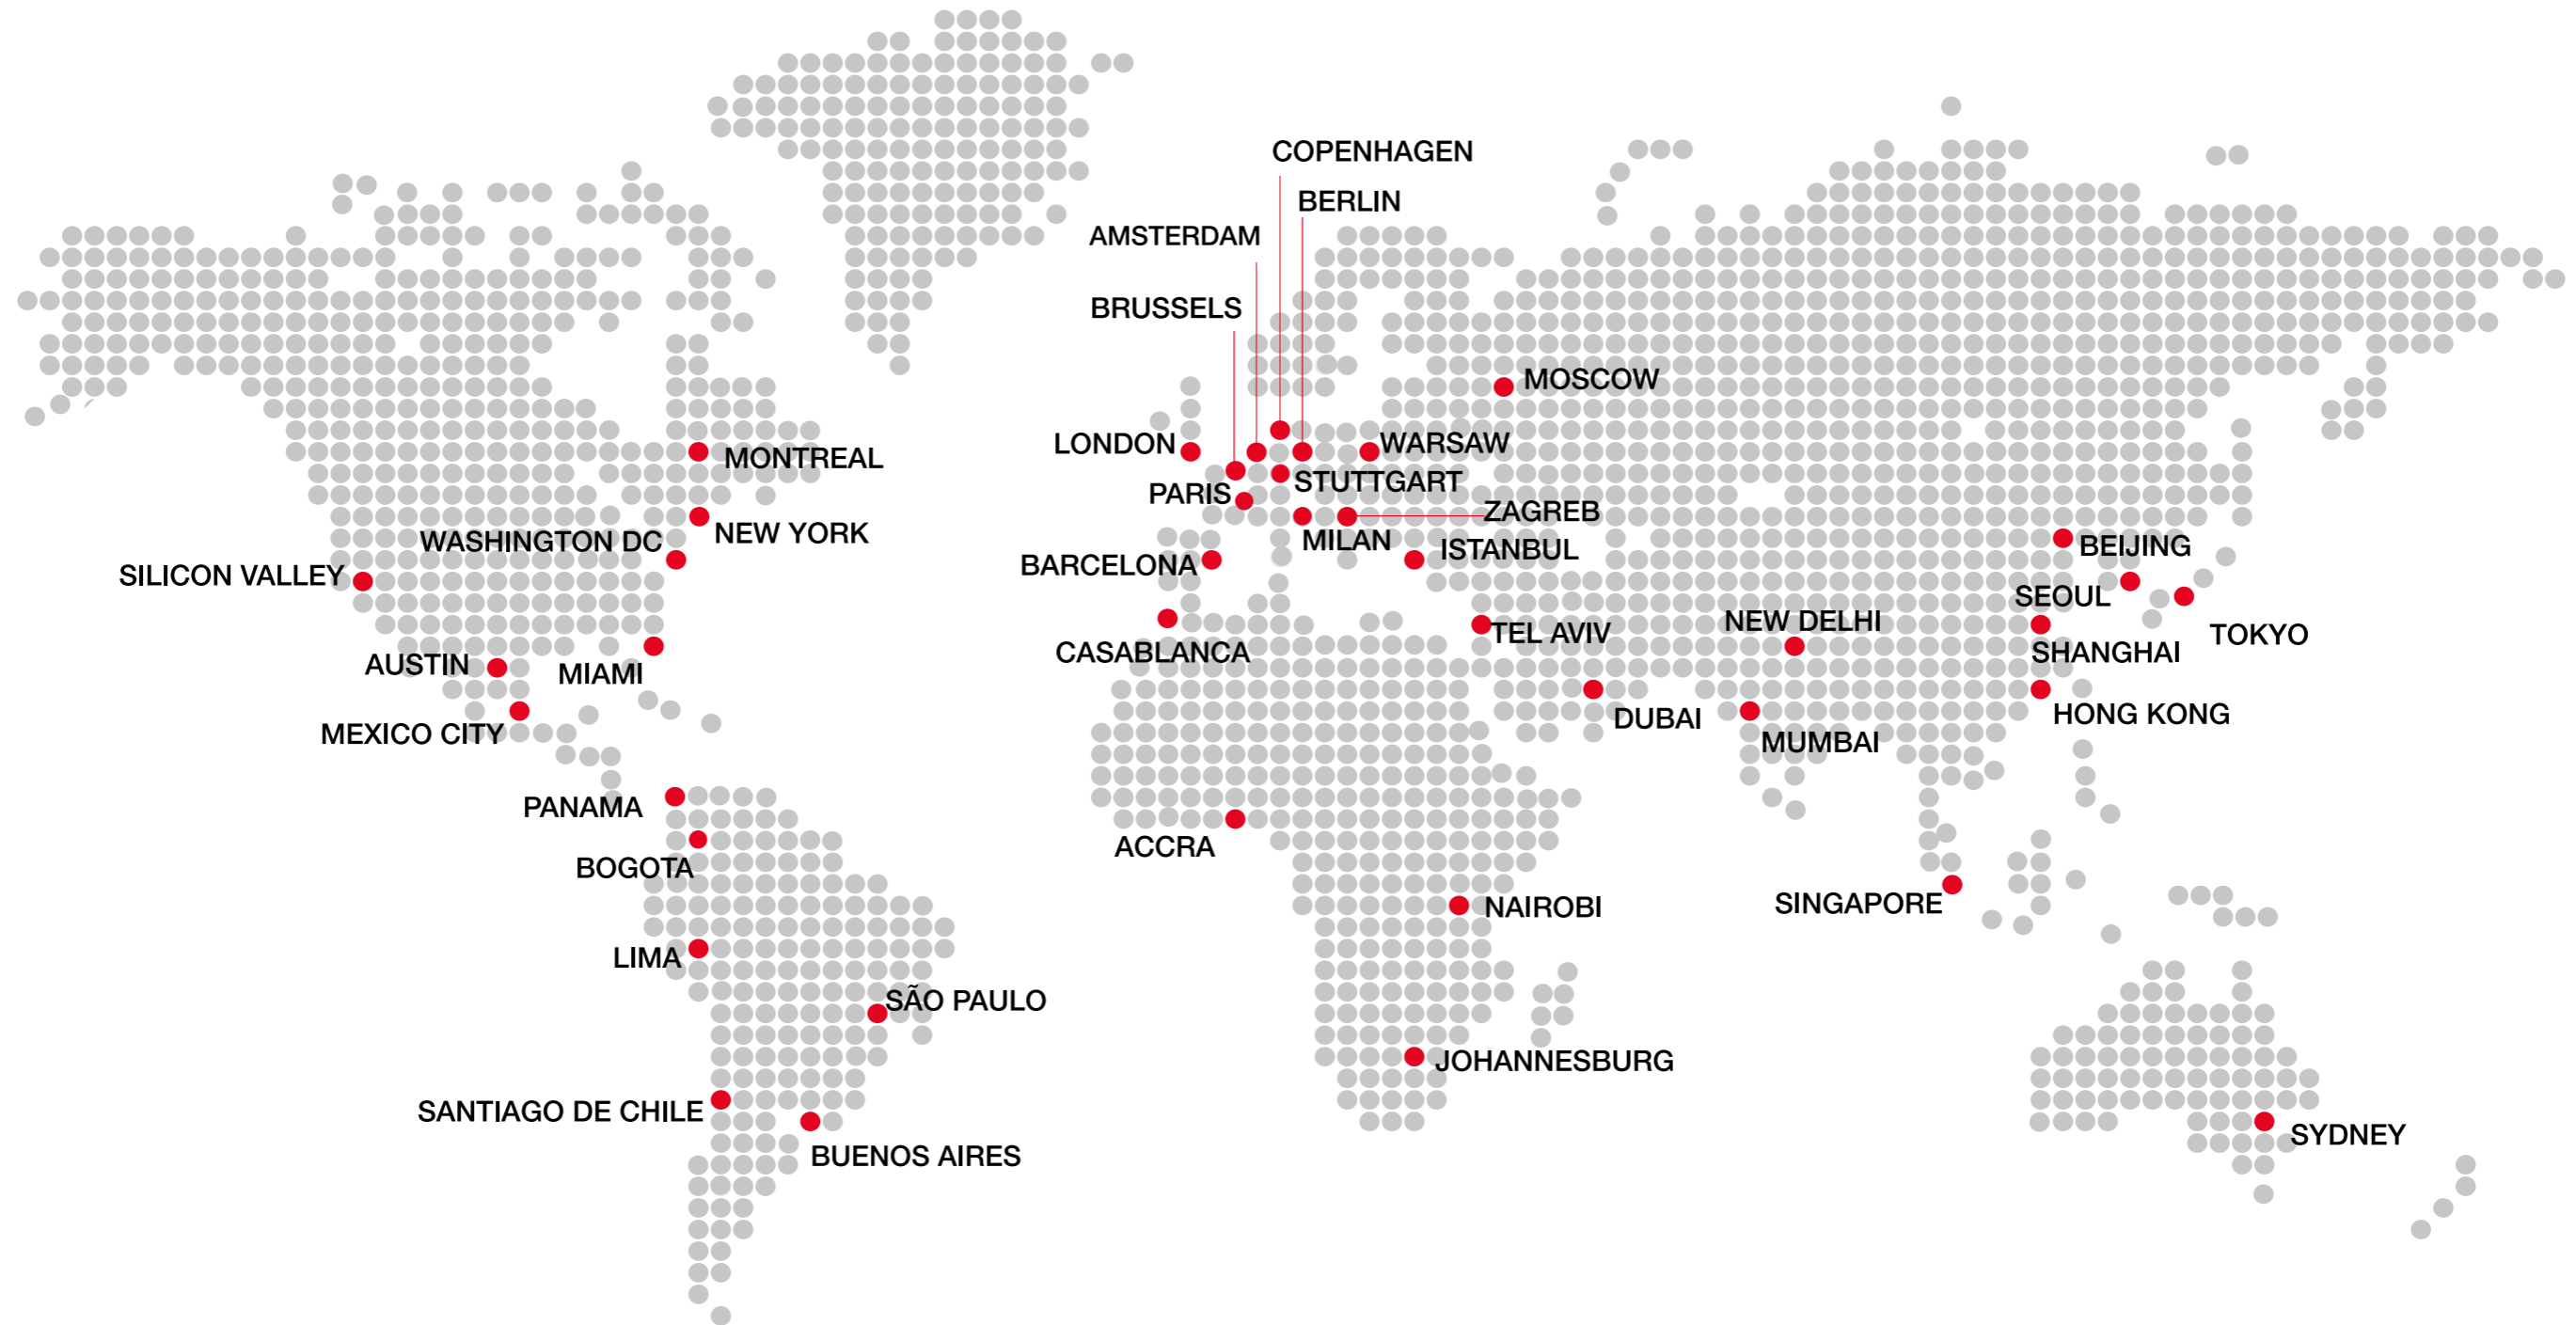 COPENHAGEN
BERLIN
AMSTERDAM
BRUSSELS
MOSCOW
LONDON
WARSAW
MONTREAL
STUTTGART
PARIS
ZAGREB
NEW YORK
WASHINGTON DC
MILAN
ISTANBUL
BEIJING
BARCELONA
SILICON VALLEY
SEOUL
NEW DELHI
TEL AVIV
TOKYO
CASABLANCA
SHANGHAI
AUSTIN
MIAMI
HONG KONG
DUBAI
MEXICO CITY
MUMBAI
PANAMA
ACCRA
BOGOTA
SINGAPORE
NAIROBI
LIMA
SÃO PAULO
JOHANNESBURG
SANTIAGO DE CHILE
SYDNEY
BUENOS AIRES